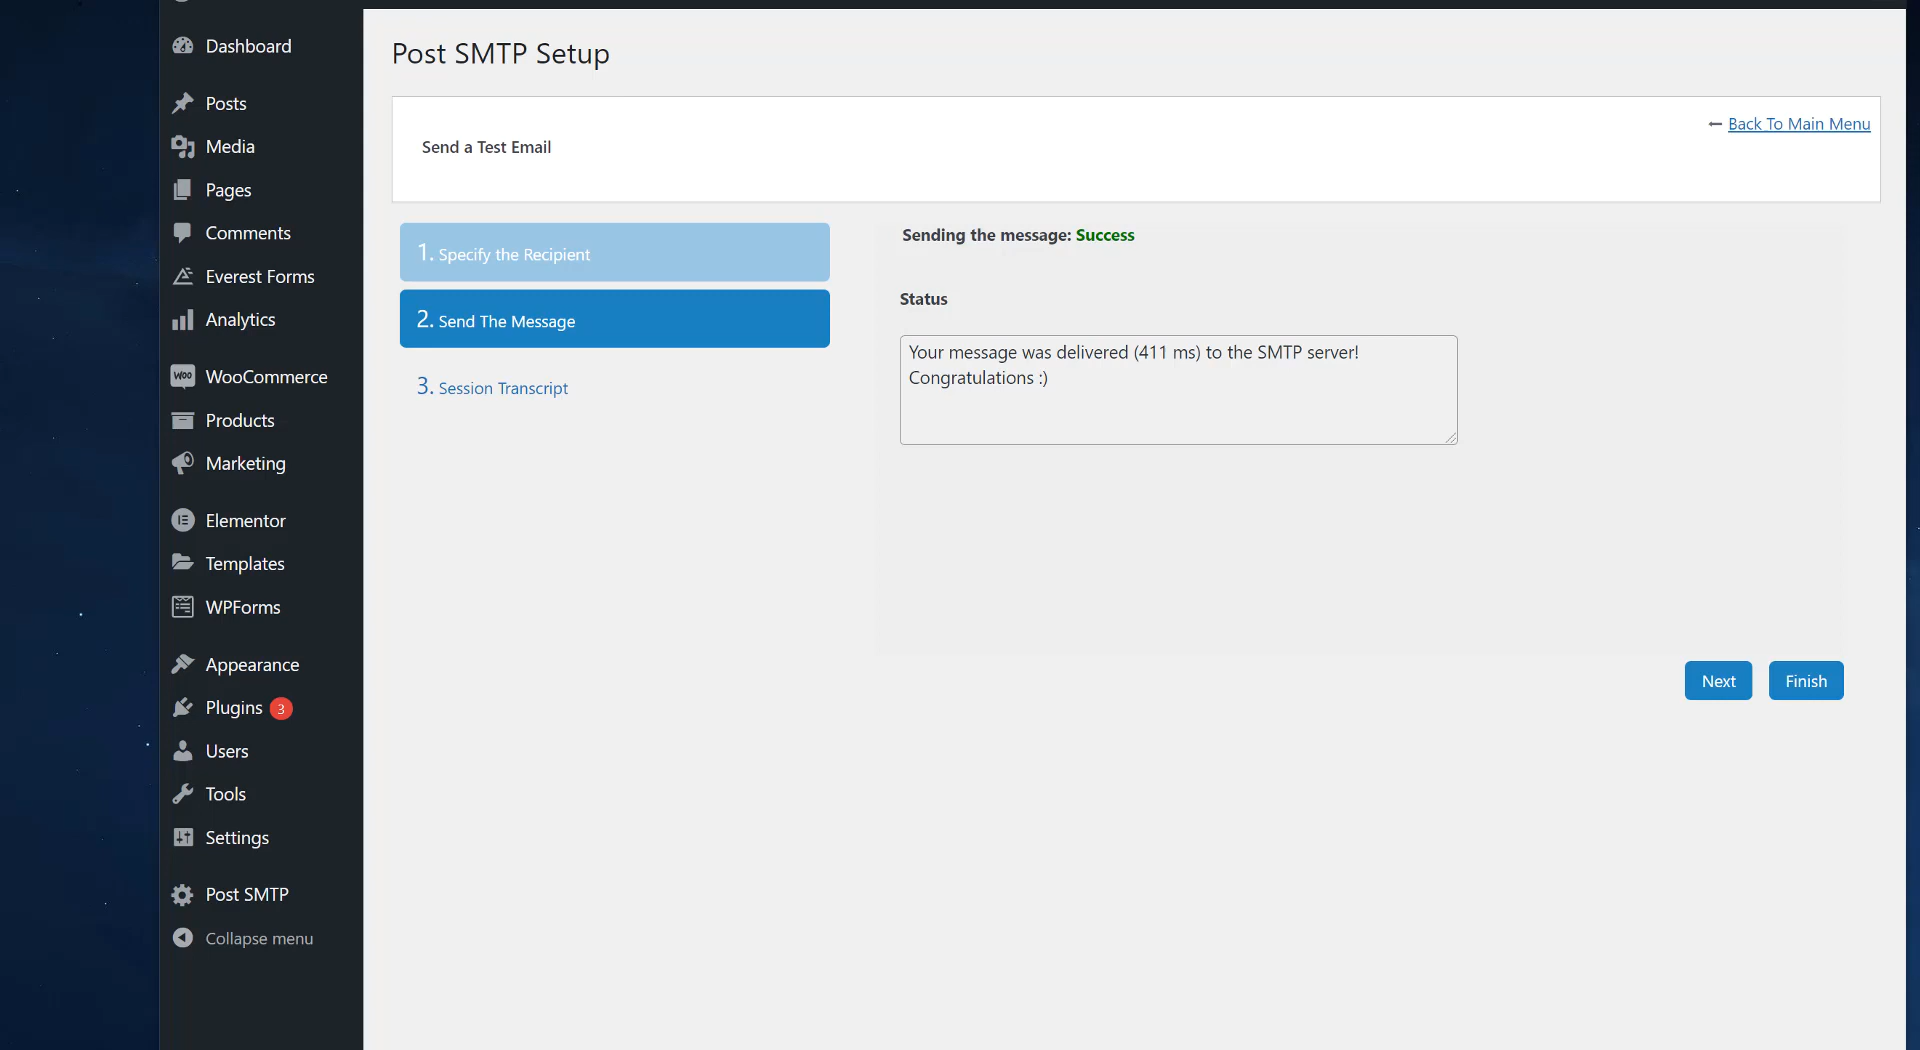 Dashboard
Posts
Media
Pages
Comments
Everest Forms
Analytics
WOO WooCommerce
Products
Marketing
Elementor
Templates
WPForms
Appearance
Plugins 3
Users
Tools
Settings
Post SMTP
Collapse menu
Post SMTP Setup
Back To Main Menu
Send a Test Email
1. Specify the Recipient
2. Send The Message
3. Session Transcript
Sending the message: Success
Status
Your message was delivered (411 ms) to the SMTP server!
Congratulations :)
Next Finish